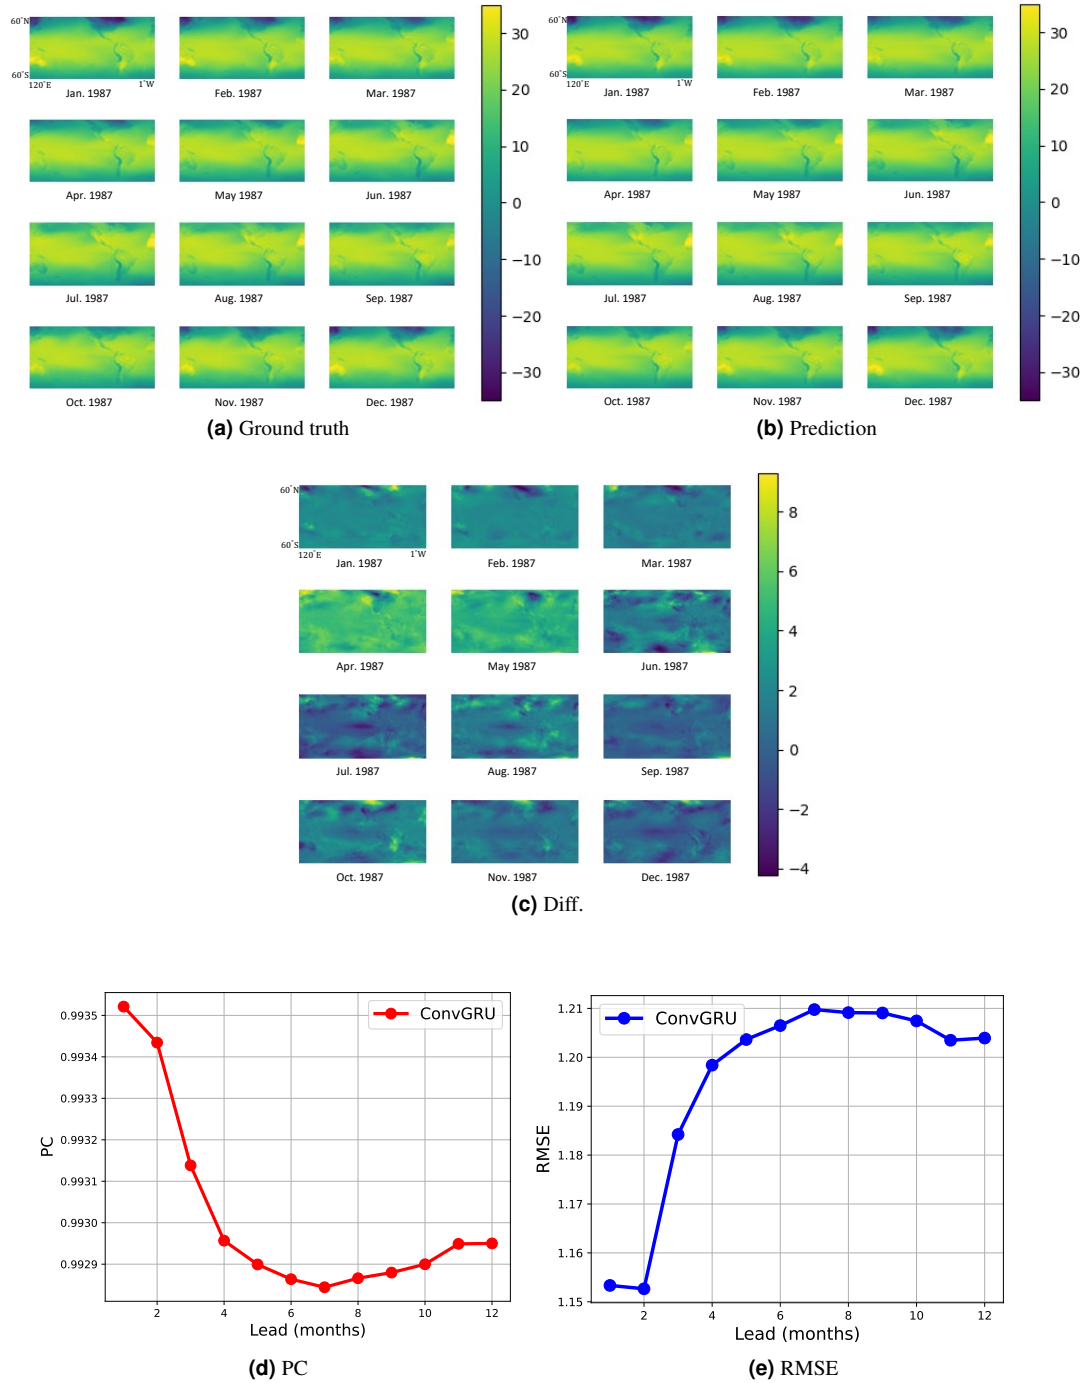 60°N
60°S
120°E 1°W
Jan. 1987 Feb. 1987 Mar. 1987
Apr. 1987 May 1987 Jun. 1987
Jul. 1987 Aug. 1987 Sep. 1987
Oct. 1987 Nov. 1987 Dec. 1987
30
20
10
0
−10
−20
−30
(a) Ground truth
60°N
60°S
120°E 1°W
Jan. 1987 Feb. 1987 Mar. 1987
Apr. 1987 May 1987 Jun. 1987
Jul. 1987 Aug. 1987 Sep. 1987
Oct. 1987 Nov. 1987 Dec. 1987
30
20
10
0
−10
−20
−30
(b) Prediction
60°N
60°S
120°E 1°W
Jan. 1987 Feb. 1987 Mar. 1987
Apr. 1987 May 1987 Jun. 1987
Jul. 1987 Aug. 1987 Sep. 1987
Oct. 1987 Nov. 1987 Dec. 1987
8
6
4
2
0
−2
−4
(c) Diff.
ConvGRU
PC
0.9935
0.9934
0.99333
0.9932
0.9931
0.9930
0.9929
2 4 6 8 10 12
Lead (months)
(d) PC
ConvGRU
RMSE
1.21
1.20
1.19
1.18
1.17
1.16
1.15
2 4 6 8 10 12
Lead (months)
(e) RMSE